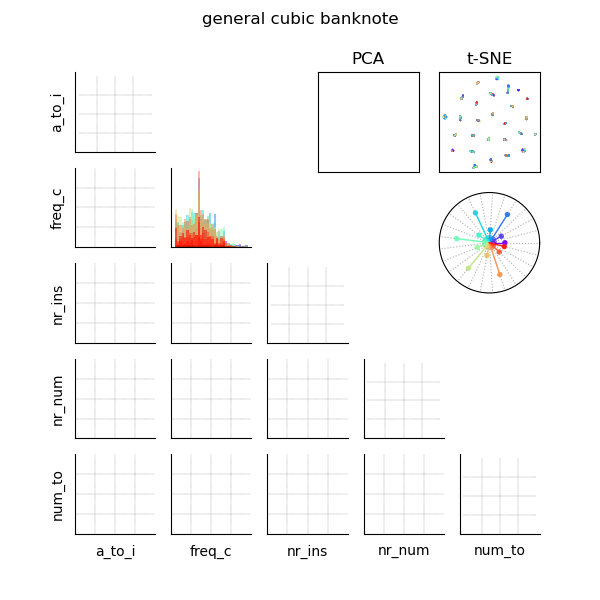 general cubic banknote
PCA
t-SNE
a_to_i
freq_c
nr_ins
nr_num
num_to
a_to_i
freq_c
nr_ins
nr_num
num_to